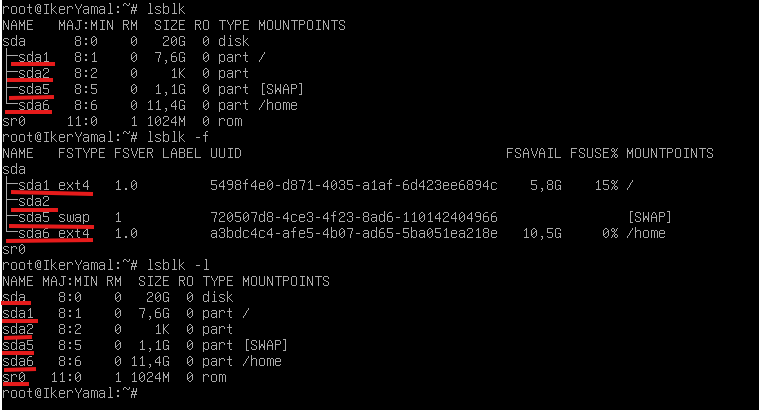 root@IkerYamal:~# lsblk
NAME   MAJ:MIN RM  SIZE RO TYPE MOUNTPOINTS
sda      8:0    0   20G  0 disk
├─sda1   8:1    0  7,6G  0 part /
├─sda2   8:2    0    1K  0 part
├─sda5   8:5    0  1,1G  0 part [SWAP]
└─sda6   8:6    0 11,4G  0 part /home
sr0     11:0    1 1024M  0 rom
root@IkerYamal:~# lsblk -f
NAME   FSTYPE FSVER LABEL UUID                                 FSAVAIL FSUSE% MOUNTPOINTS
sda
├─sda1 ext4   1.0         5498f4e0-d871-4035-a1af-6d423ee6894c    5,8G    15% /
├─sda2
├─sda5 swap   1           720507d8-4ce3-4f23-8ad6-110142404966                [SWAP]
└─sda6 ext4   1.0         a3bdc4c4-afe5-4b07-ad65-5ba051ea218e   10,5G     0% /home
sr0
root@IkerYamal:~# lsblk -l
NAME MAJ:MIN RM  SIZE RO TYPE MOUNTPOINTS
sda    8:0    0   20G  0 disk
sda1   8:1    0  7,6G  0 part /
sda2   8:2    0    1K  0 part
sda5   8:5    0  1,1G  0 part [SWAP]
sda6   8:6    0 11,4G  0 part /home
sr0   11:0    1 1024M  0 rom
root@IkerYamal:~#